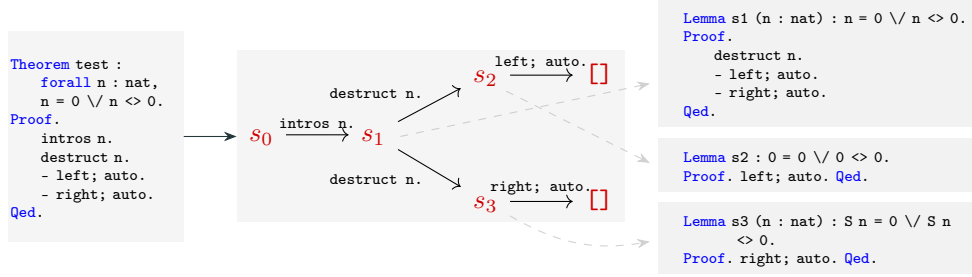 Theorem test :
forall n : nat,
n = 0 \/ n <> 0.
Proof.
intros n.
destruct n.
- left; auto.
- right; auto.
Qed.
s0
intros n.
s1
destruct n.
destruct n.
s2
left; auto.
[]
s3
right; auto.
[]
Lemma s1 (n : nat) : n = 0 \/ n <> 0.
Proof.
destruct n.
- left; auto.
- right; auto.
Qed.
Lemma s2 : 0 = 0 \/ 0 <> 0.
Proof. left; auto. Qed.
Lemma s3 (n : nat) : S n = 0 \/ S n
<> 0.
Proof. right; auto. Qed.